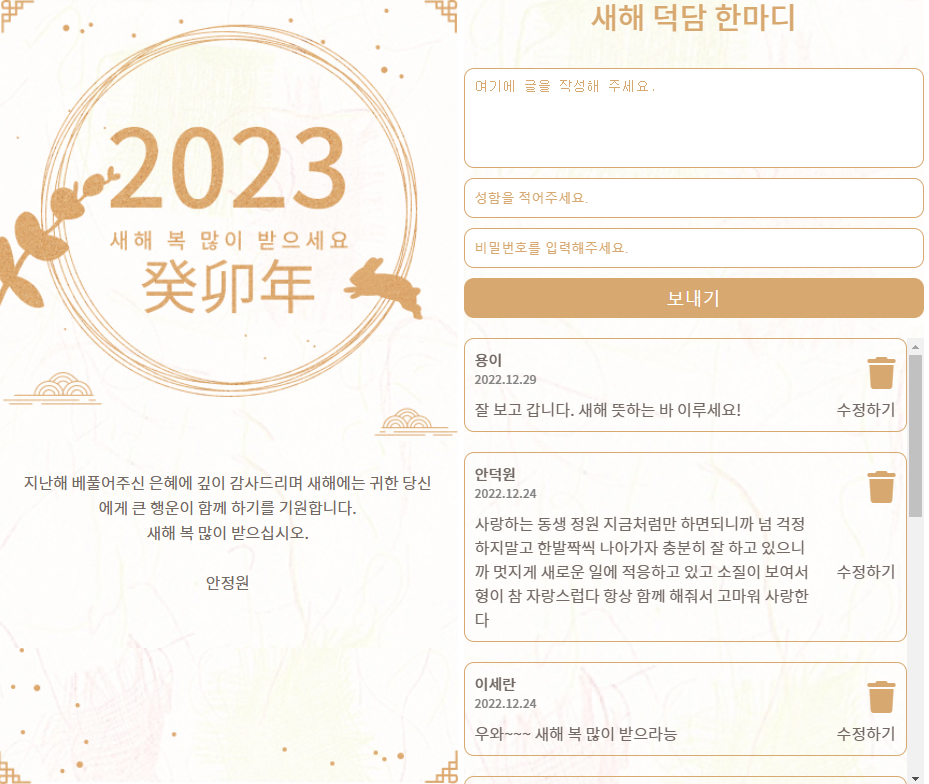 2023
새해 복 많이 받으세요
癸卯年
지난해 베풀어주신 은혜에 깊이 감사드리며 새해에는 귀한 당신
에게 큰 행운이 함께 하기를 기원합니다.
새해 복 많이 받으십시오.
안정원
새해 덕담 한마디
여기에 글을 작성해 주세요.
성함을 적어주세요.
비밀번호를 입력해주세요.
보내기
용이
2022.12.29
잘 보고 갑니다. 새해 뜻하는 바 이루세요!
수정하기
안덕원
2022.12.24
사랑하는 동생 정원 지금처럼만 하면되니까 넘 걱정
하지말고 한발짝씩 나아가자 충분히 잘 하고 있으니
까 멋지게 새로운 일에 적응하고 있고 소질이 보여서
형이 참 자랑스럽다 항상 함께 해줘서 고마워 사랑한
다
수정하기
이세란
2022.12.24
우와~~~ 새해 복 많이 받으라능
수정하기